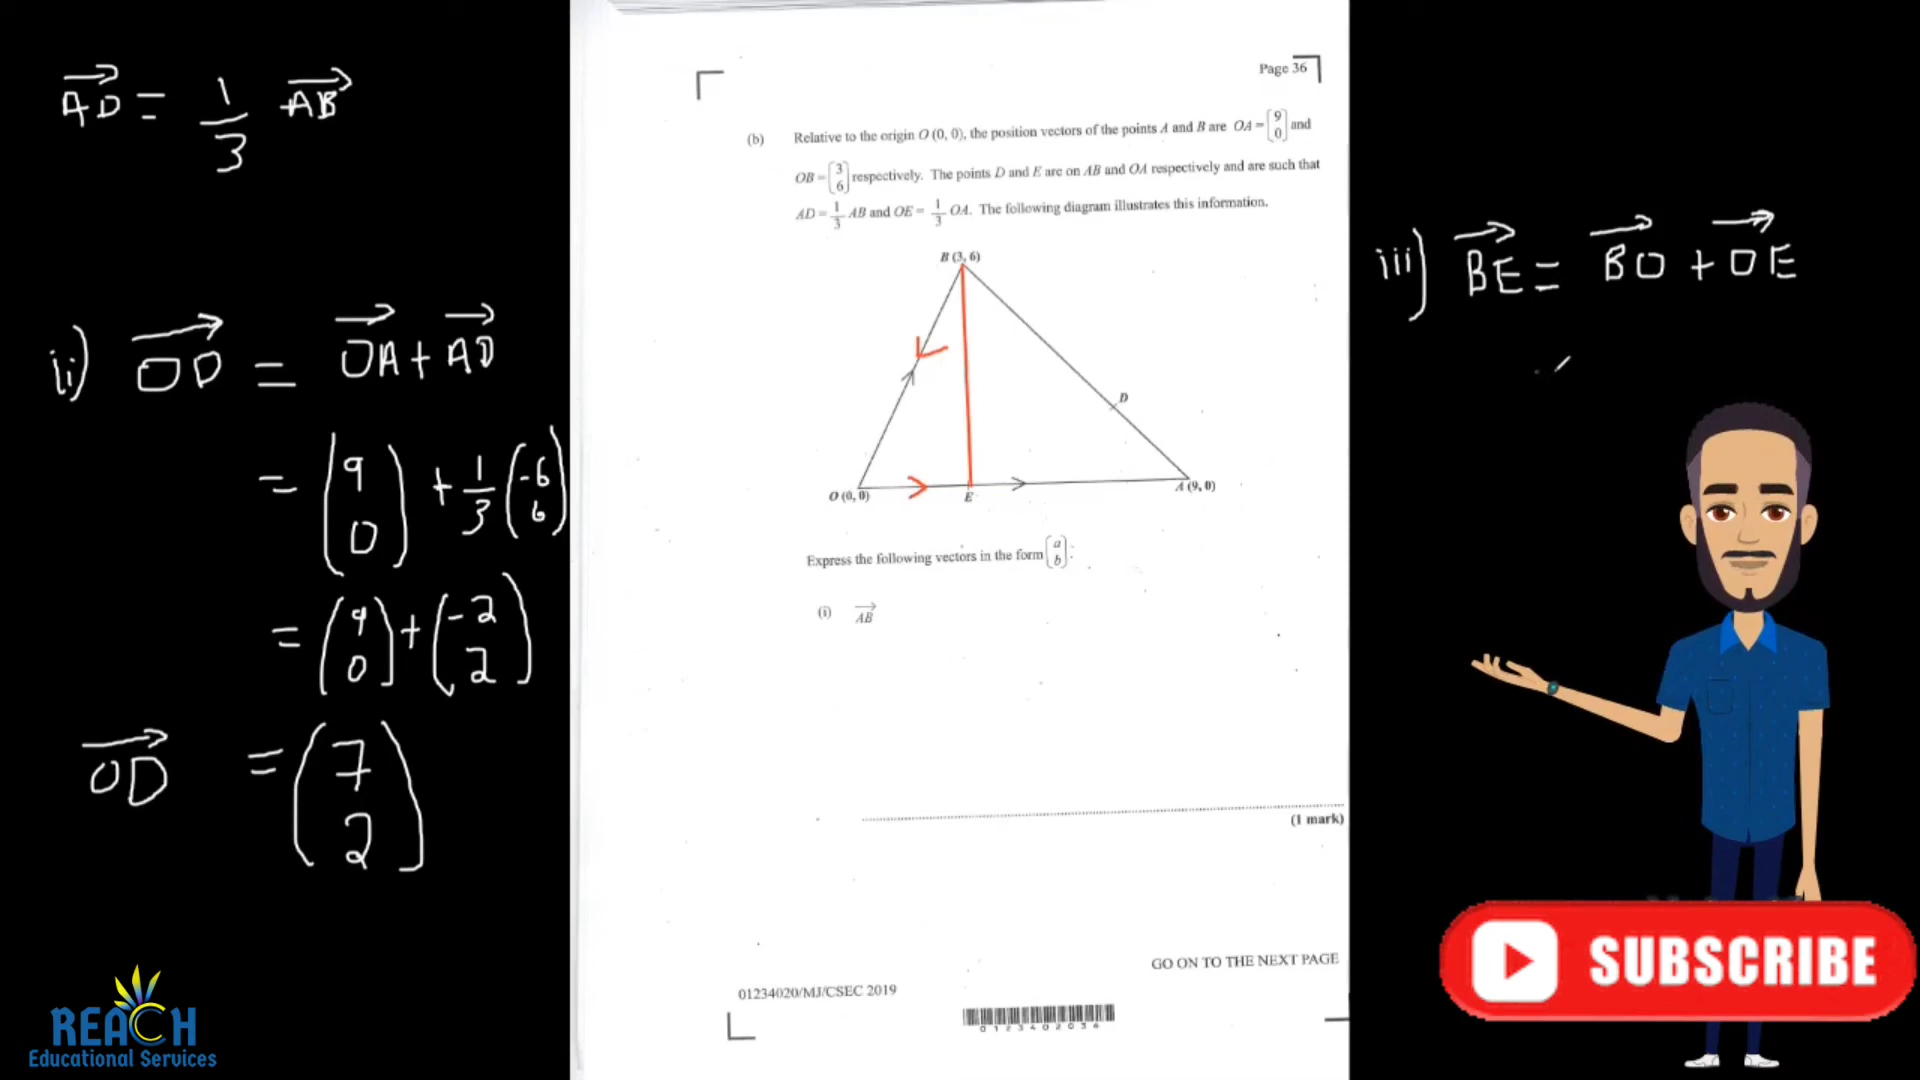 AD = 1/3 AB
ii) OD = OA + AD
= (9 0) + 1/3 (-6 6)
= (9 0) + (-2 2)
OD = (7 2)
REACH
Educational Services
Page 36
(b) Relative to the origin O (0, 0), the position vectors of the points A and B are OA = [9 0] and
OB = [3 6] respectively. The points D and E are on AB and OA respectively and are such that
AD = 1/3 AB and OE = 1/3 OA. The following diagram illustrates this information.
B (3, 6)
D
O (0, 0)
E
A (9, 0)
Express the following vectors in the form [a b].
(i) AB
(1 mark)
GO ON TO THE NEXT PAGE
01234020/MJ/CSEC 2019
0123402036
iii) BE = BO + OE
SUBSCRIBE